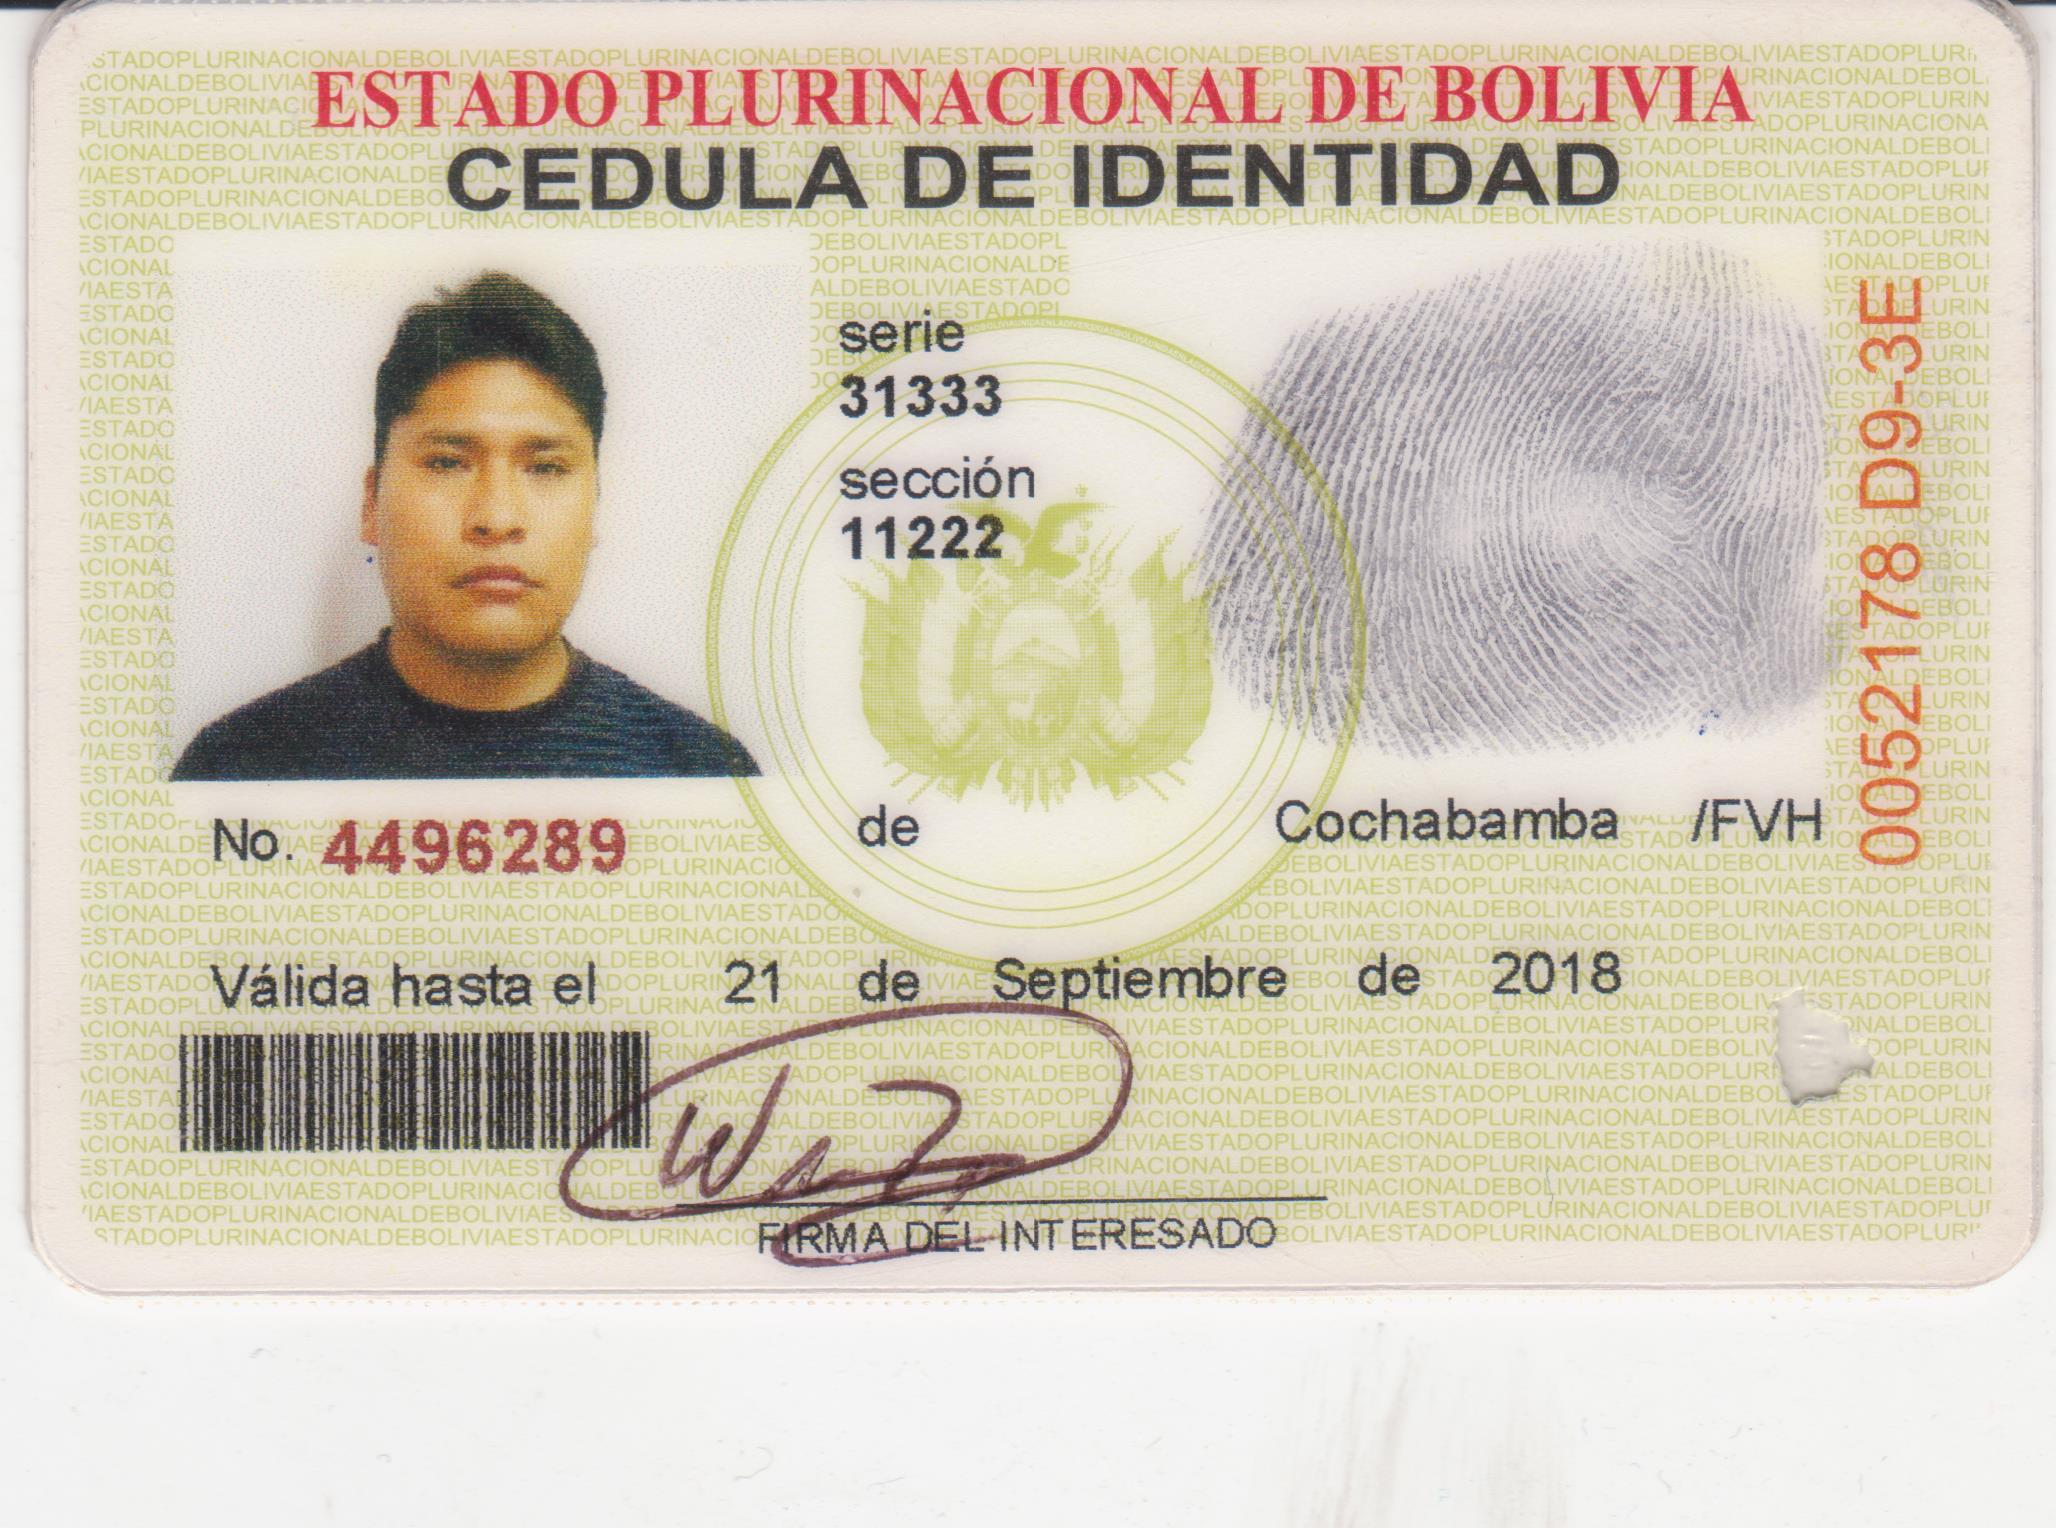 ESTADO PLURINACIONAL DE BOLIVIA
CEDULA DE IDENTIDAD
serie
31333
sección
11222
0052178 D9-3E
No. 4496289 de Cochabamba /FVH
Válida hasta el 21 de Septiembre de 2018
FIRMA DEL INTERESADO